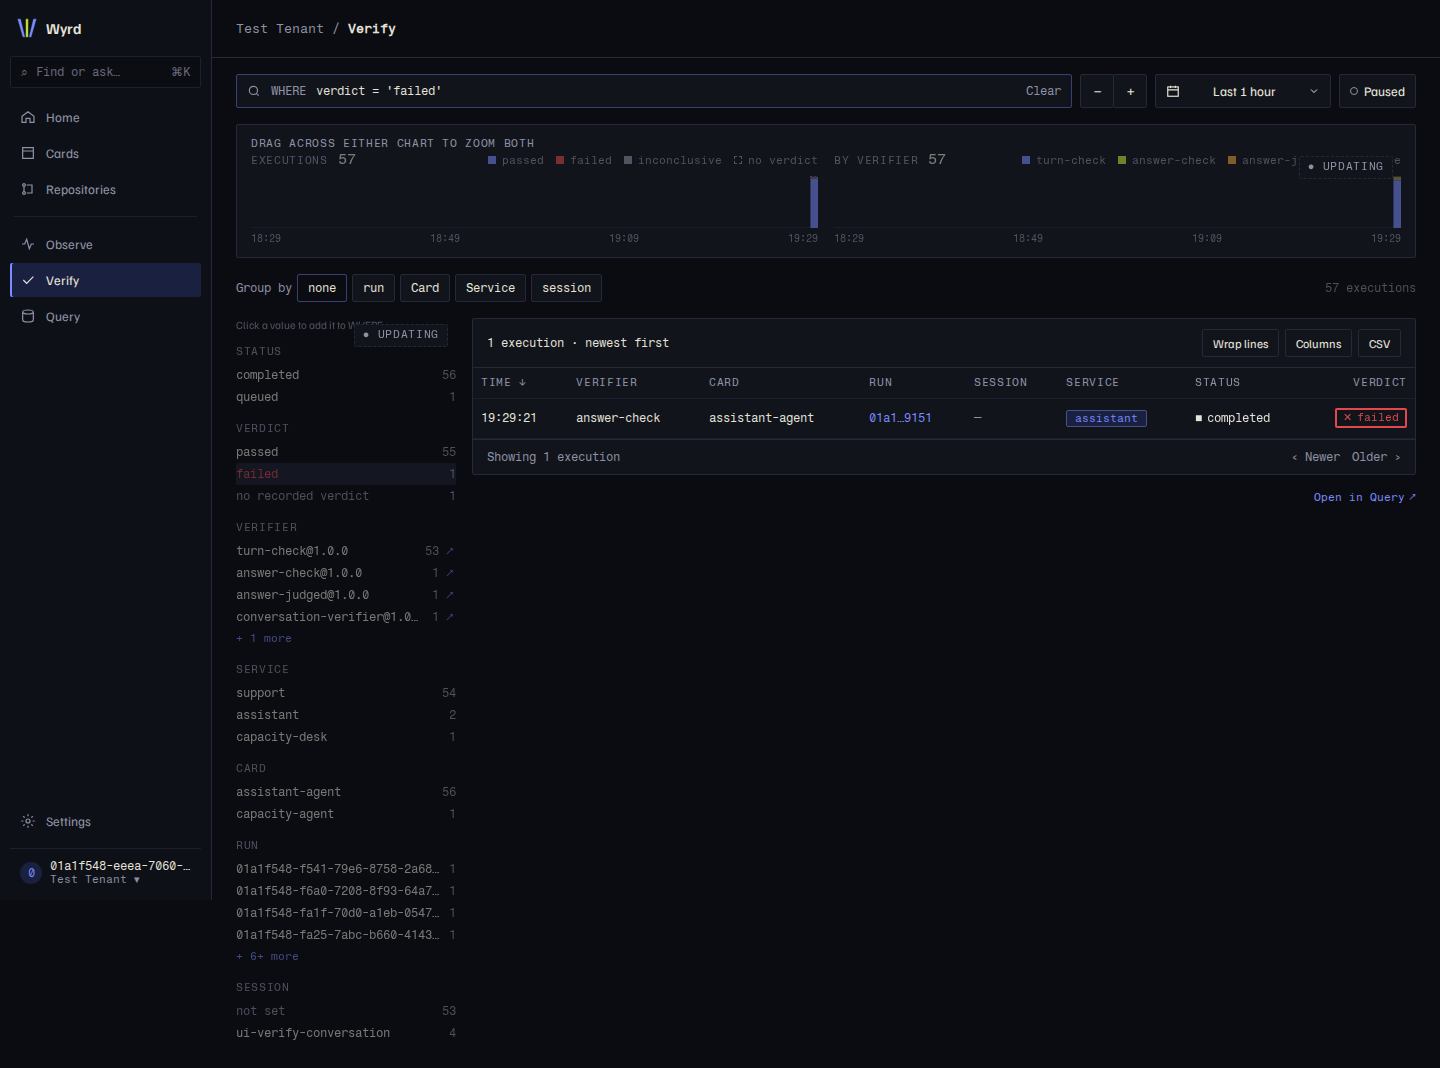 Wyrd
Find or ask… ⌘K
Home
Cards
Repositories
Observe
Verify
Query
Settings
0 01a1f548-eeea-7060-…
Test Tenant ▾
Test Tenant / Verify
WHERE verdict = 'failed' Clear
− + Last 1 hour Paused
DRAG ACROSS EITHER CHART TO ZOOM BOTH
EXECUTIONS 57 passed failed inconclusive no verdict
18:29 18:49 19:09 19:29
BY VERIFIER 57 turn-check answer-check answer-j e
UPDATING
18:29 18:49 19:09 19:29
Group by none run Card Service session 57 executions
Click a value to add it to WHERE
UPDATING
STATUS
completed 56
queued 1
VERDICT
passed 55
failed 1
no recorded verdict 1
VERIFIER
turn-check@1.0.0 53 ↗
answer-check@1.0.0 1 ↗
answer-judged@1.0.0 1 ↗
conversation-verifier@1.0… 1 ↗
+ 1 more
SERVICE
support 54
assistant 2
capacity-desk 1
CARD
assistant-agent 56
capacity-agent 1
RUN
01a1f548-f541-79e6-8758-2a68… 1
01a1f548-f6a0-7208-8f93-64a7… 1
01a1f548-fa1f-70d0-a1eb-0547… 1
01a1f548-fa25-7abc-b660-4143… 1
+ 6+ more
SESSION
not set 53
ui-verify-conversation 4
1 execution · newest first Wrap lines Columns CSV
TIME ↓ VERIFIER CARD RUN SESSION SERVICE STATUS VERDICT
19:29:21 answer-check assistant-agent 01a1…9151 — assistant ■ completed ✕ failed
Showing 1 execution ‹ Newer Older ›
Open in Query ↗